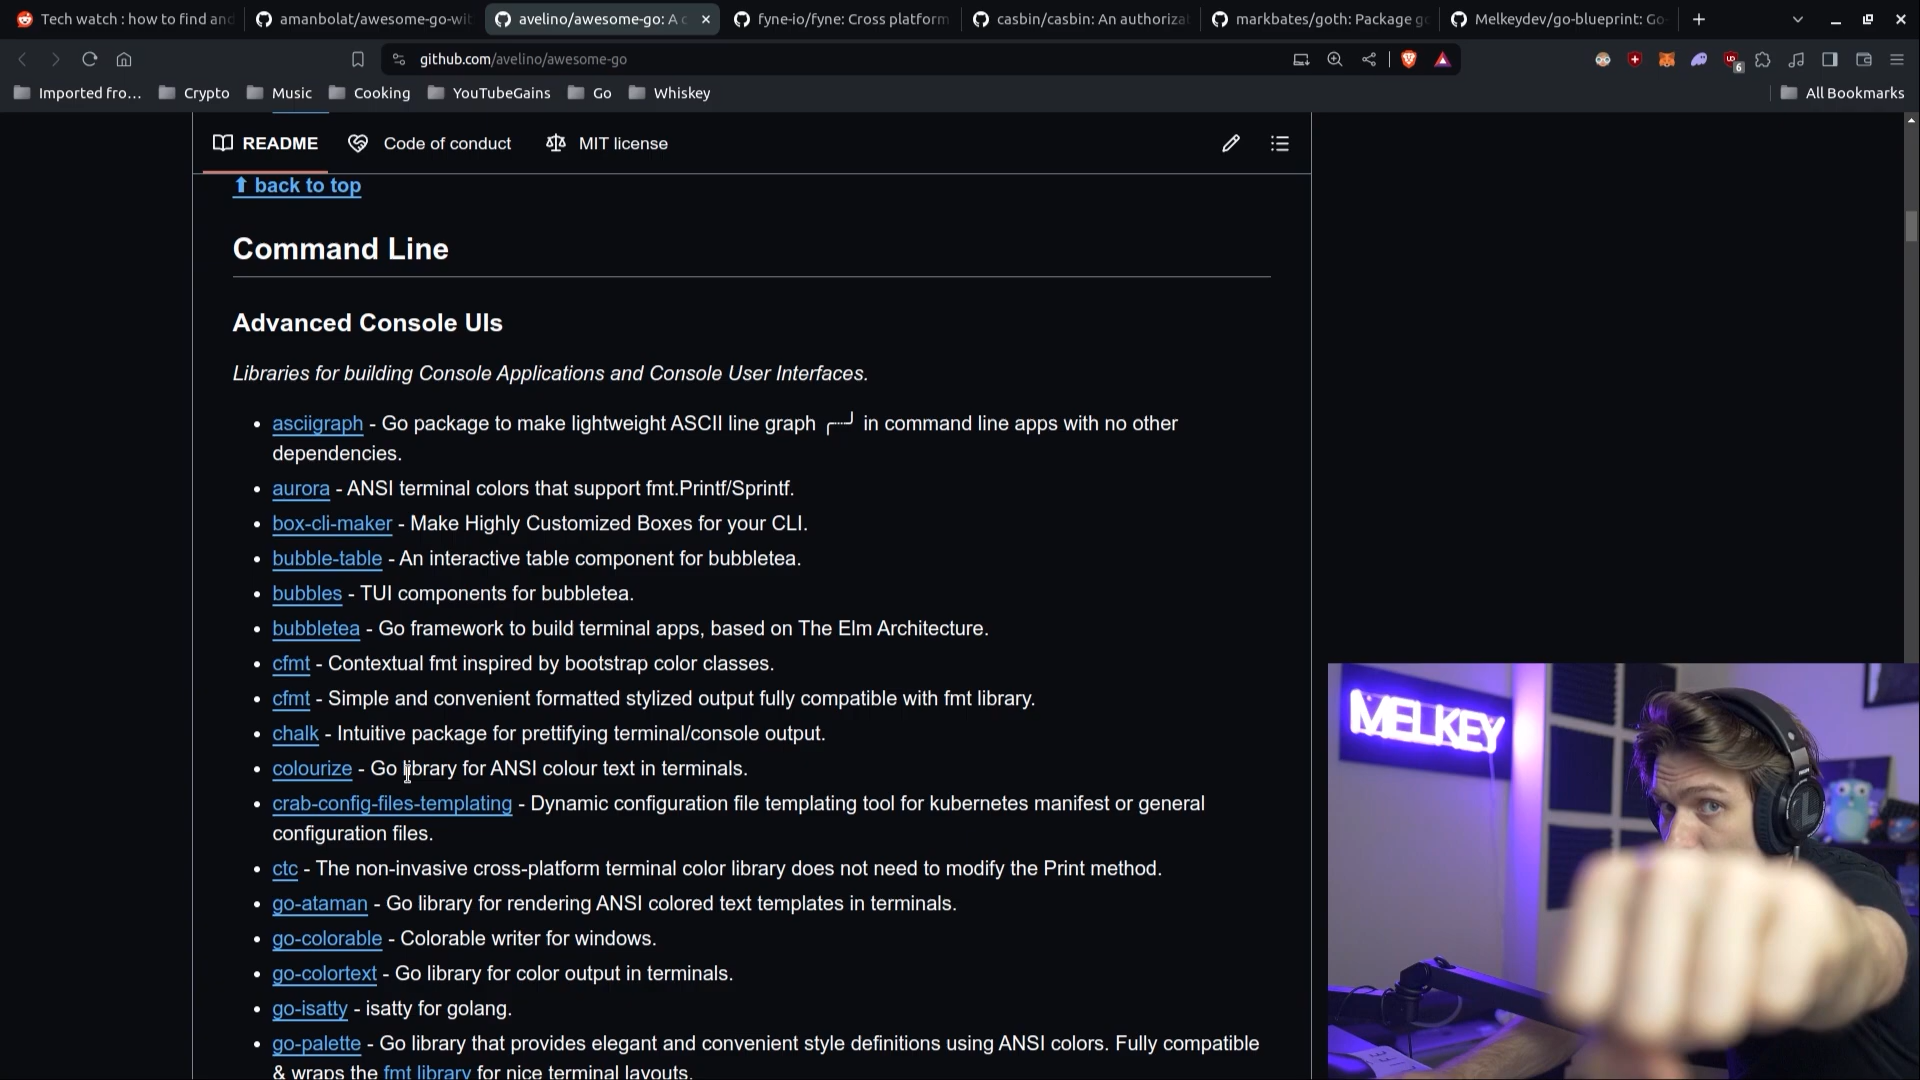 Tech watch : how to find and
amanbolat/awesome-go-wit
avelino/awesome-go: A c
fyne-io/fyne: Cross platform
casbin/casbin: An authoriza
markbates/goth: Package go
Melkeydev/go-blueprint: Go-
github.com/avelino/awesome-go
6
Imported fro...
Crypto
Music
Cooking
YouTubeGains
Go
Whiskey
All Bookmarks
README
Code of conduct
MIT license
⬆ back to top
Command Line
Advanced Console UIs
Libraries for building Console Applications and Console User Interfaces.
• asciigraph - Go package to make lightweight ASCII line graph ╭┈╯ in command line apps with no other
dependencies.
• aurora - ANSI terminal colors that support fmt.Printf/Sprintf.
• box-cli-maker - Make Highly Customized Boxes for your CLI.
• bubble-table - An interactive table component for bubbletea.
• bubbles - TUI components for bubbletea.
• bubbletea - Go framework to build terminal apps, based on The Elm Architecture.
• cfmt - Contextual fmt inspired by bootstrap color classes.
• cfmt - Simple and convenient formatted stylized output fully compatible with fmt library.
• chalk - Intuitive package for prettifying terminal/console output.
• colourize - Go library for ANSI colour text in terminals.
• crab-config-files-templating - Dynamic configuration file templating tool for kubernetes manifest or general
configuration files.
• ctc - The non-invasive cross-platform terminal color library does not need to modify the Print method.
• go-ataman - Go library for rendering ANSI colored text templates in terminals.
• go-colorable - Colorable writer for windows.
• go-colortext - Go library for color output in terminals.
• go-isatty - isatty for golang.
• go-palette - Go library that provides elegant and convenient style definitions using ANSI colors. Fully compatible
& wraps the fmt library for nice terminal layouts.
MELKEY